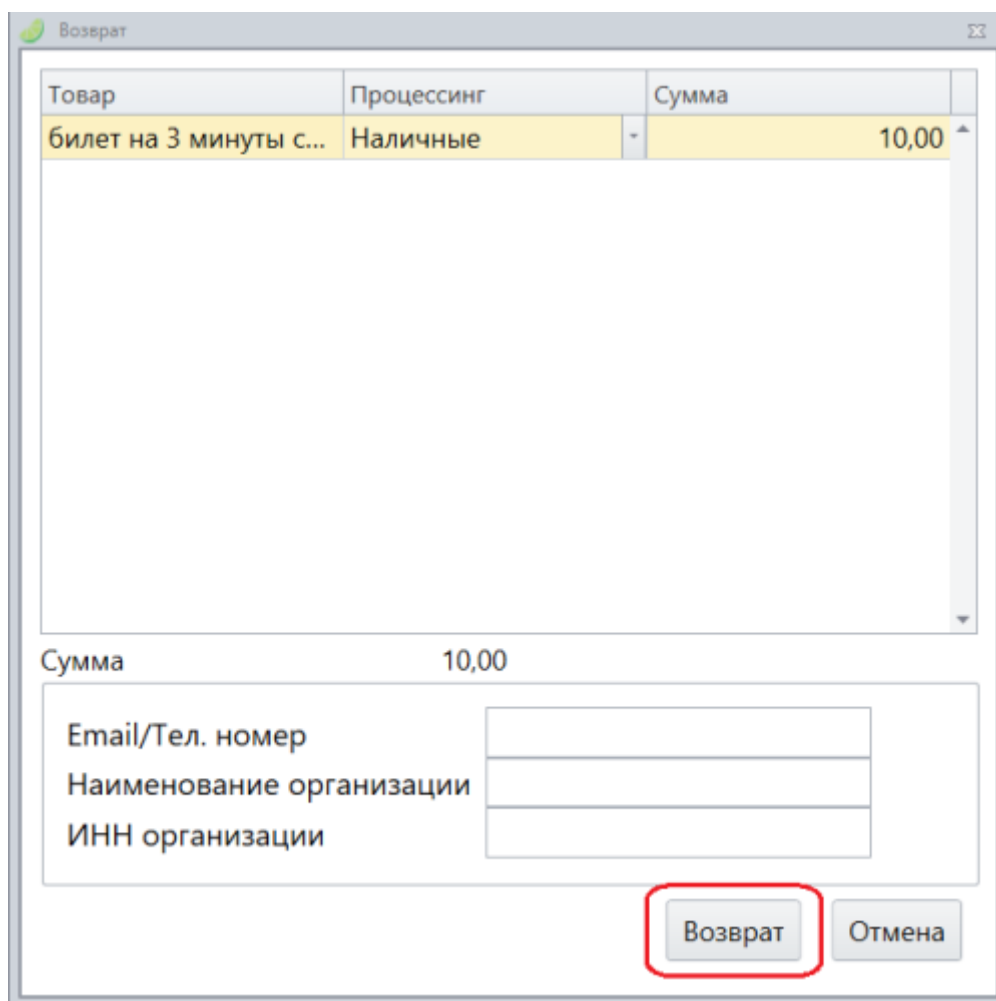 Возврат
Товар Процессинг Сумма
билет на 3 минуты с... Наличные 10,00
Сумма 10,00
Email/Тел. номер
Наименование организации
ИНН организации
Возврат Отмена